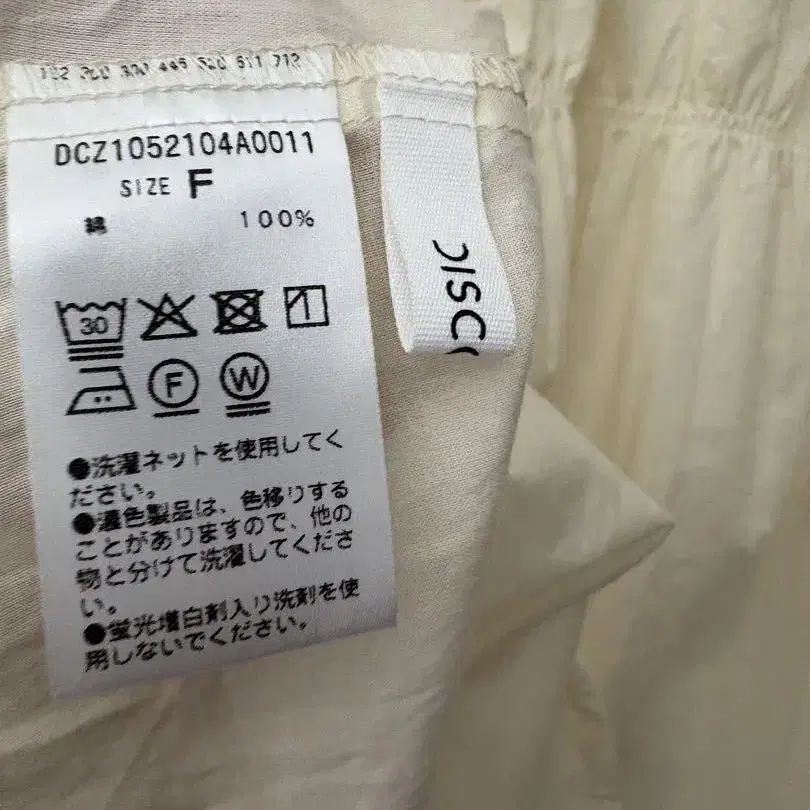 DCZ1052104A0011
SIZE F
綿 100%
30
F W
●洗濯ネットを使用してく
ださい。
●濃色製品は、色移りする
ことがありますので、他の
物と分けて洗濯してくださ
い。
●蛍光増白剤入り洗剤を使
用しないでください。
DISC